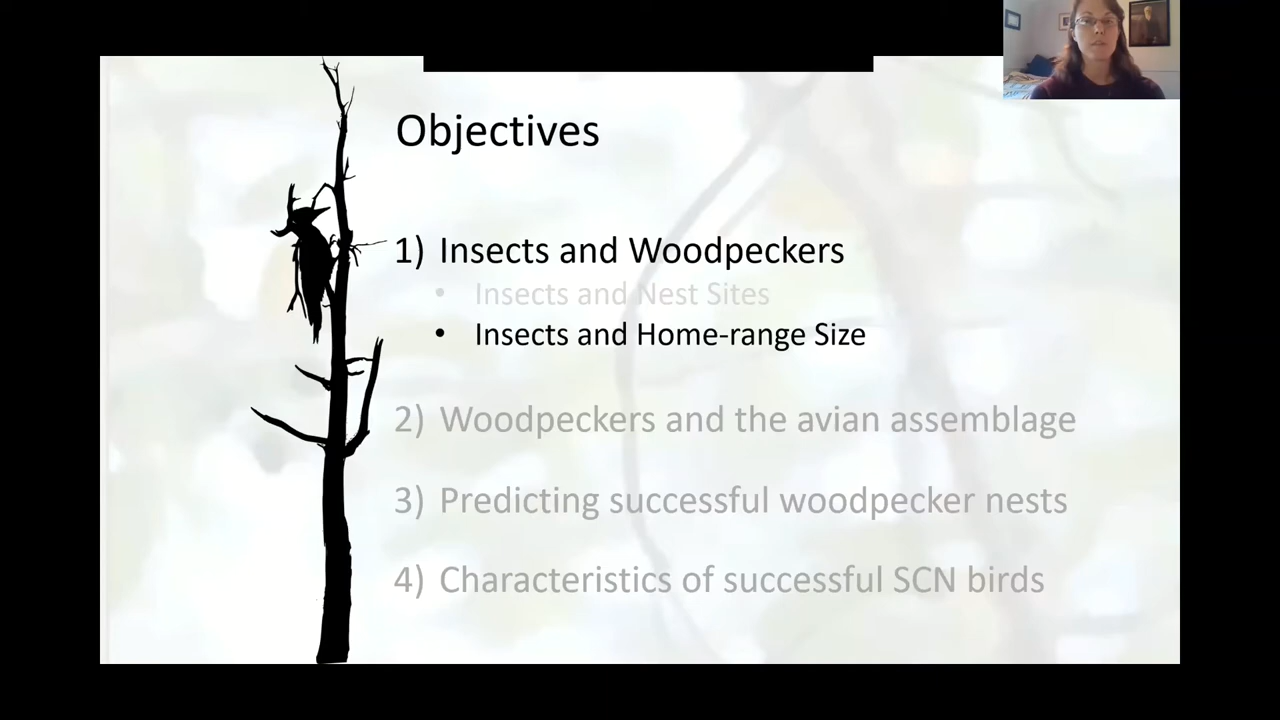 Objectives
1) Insects and Woodpeckers
• Insects and Nest Sites
• Insects and Home-range Size
2) Woodpeckers and the avian assemblage
3) Predicting successful woodpecker nests
4) Characteristics of successful SCN birds